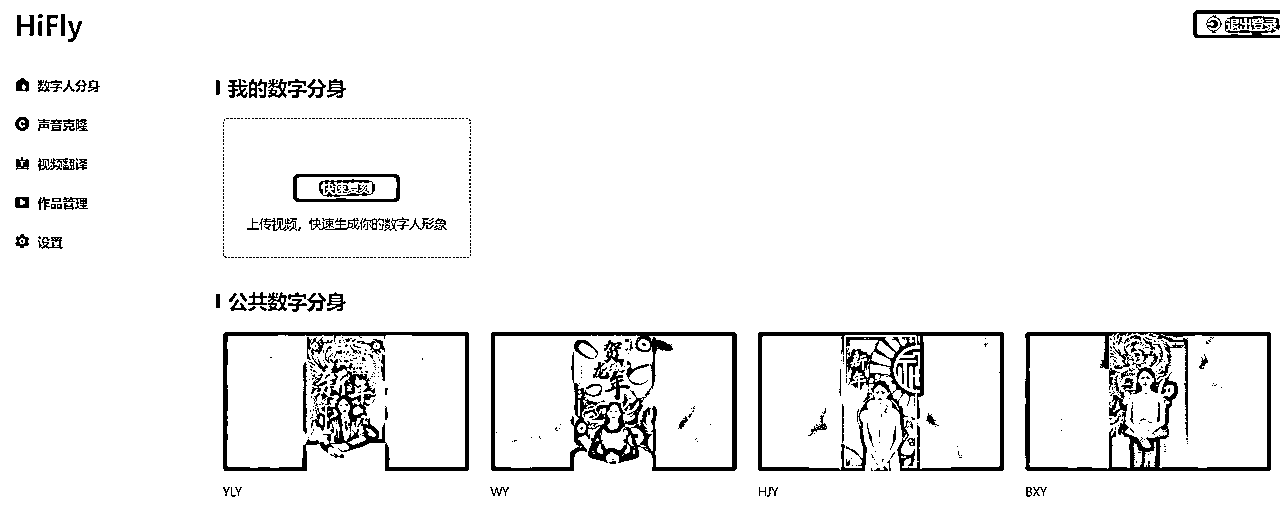 HiFly
退出登录
数字人分身
声音克隆
视频翻译
作品管理
设置
我的数字分身
快速复刻
上传视频，快速生成你的数字人形象
公共数字分身
贺
龙年
新年
YLY
WY
HJY
BXY